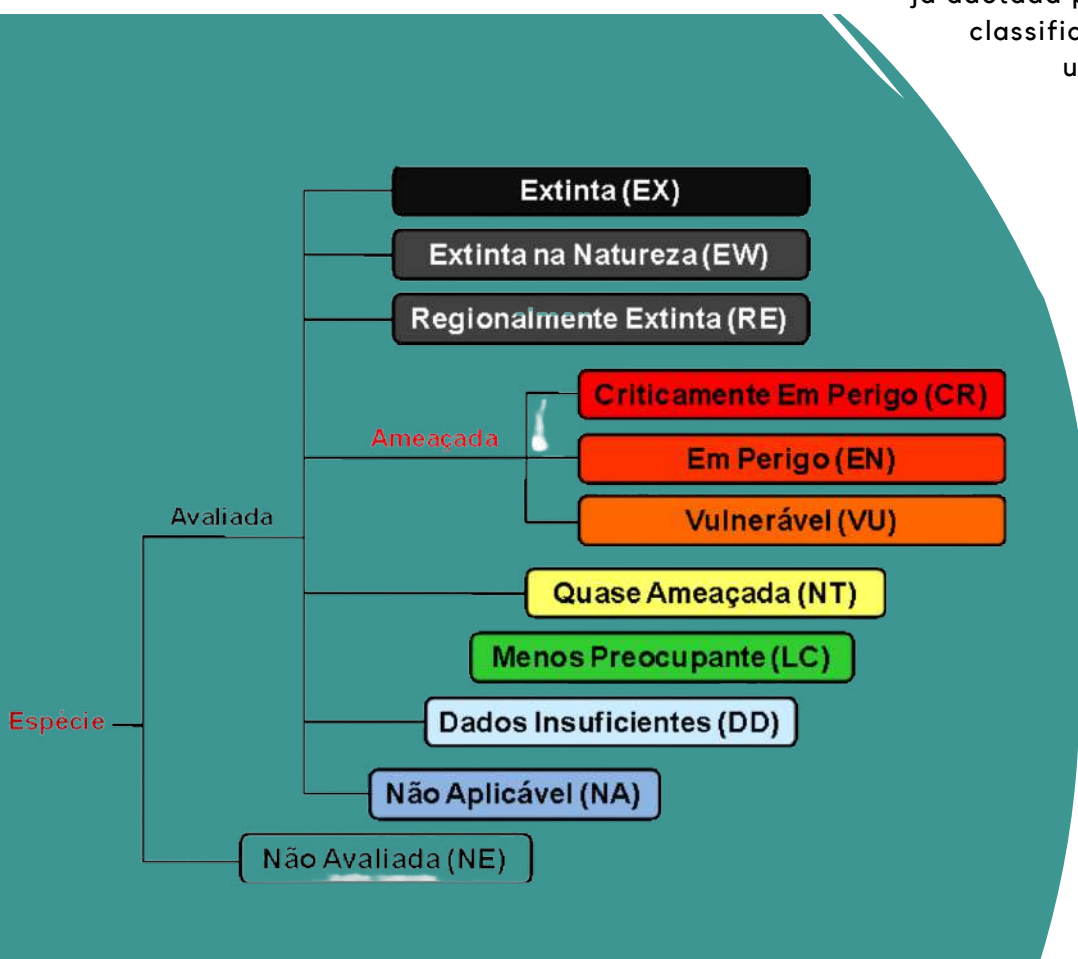 classific
u
Extinta (EX)
Extinta na Natureza (EW)
Regionalmente Extinta (RE)
Criticamente Em Perigo (CR)
Ameaçada
Em Perigo (EN)
Vulnerável (VU)
Avaliada
Quase Ameaçada (NT)
Menos Preocupante (LC)
Espécie
Dados Insuficientes (DD)
Não Aplicável (NA)
Não Avaliada (NE)